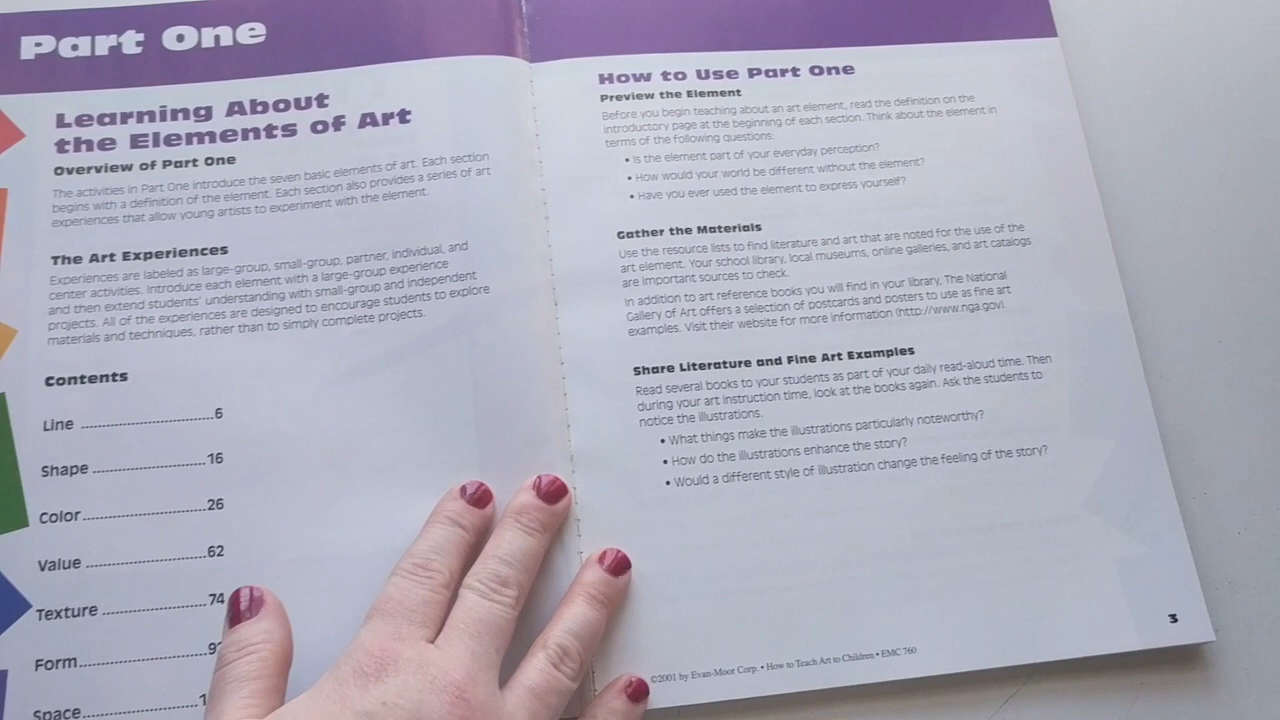 Part One
Learning About
the Elements of Art
Overview of Part One
The activities in Part One introduce the seven basic elements of art. Each section
begins with a definition of the element. Each section also provides a series of art
experiences that allow young artists to experiment with the element.
The Art Experiences
Experiences are labeled as large-group, small-group, partner, individual, and
center activities. Introduce each element with a large-group experience
and then extend students' understanding with small-group and independent
projects. All of the experiences are designed to encourage students to explore
materials and techniques, rather than to simply complete projects.
Contents
Line ..............................6
Shape .........................16
Color............................26
Value ...........................62
Texture .......................74
Form............................9
Space..........................1
How to Use Part One
Preview the Element
Before you begin teaching about an art element, read the definition on the
introductory page at the beginning of each section. Think about the element in
terms of the following questions:
• Is the element part of your everyday perception?
• How would your world be different without the element?
• Have you ever used the element to express yourself?
Gather the Materials
Use the resource lists to find literature and art that are noted for the use of the
art element. Your school library, local museums, online galleries, and art catalogs
are important sources to check.
In addition to art reference books you will find in your library, The National
Gallery of Art offers a selection of postcards and posters to use as fine art
examples. Visit their website for more information (http://www.nga.gov).
Share Literature and Fine Art Examples
Read several books to your students as part of your daily read-aloud time. Then
during your art instruction time, look at the books again. Ask the students to
notice the illustrations.
• What things make the illustrations particularly noteworthy?
• How do the illustrations enhance the story?
• Would a different style of illustration change the feeling of the story?
©2001 by Evan-Moor Corp. • How to Teach Art to Children • EMC 760
3